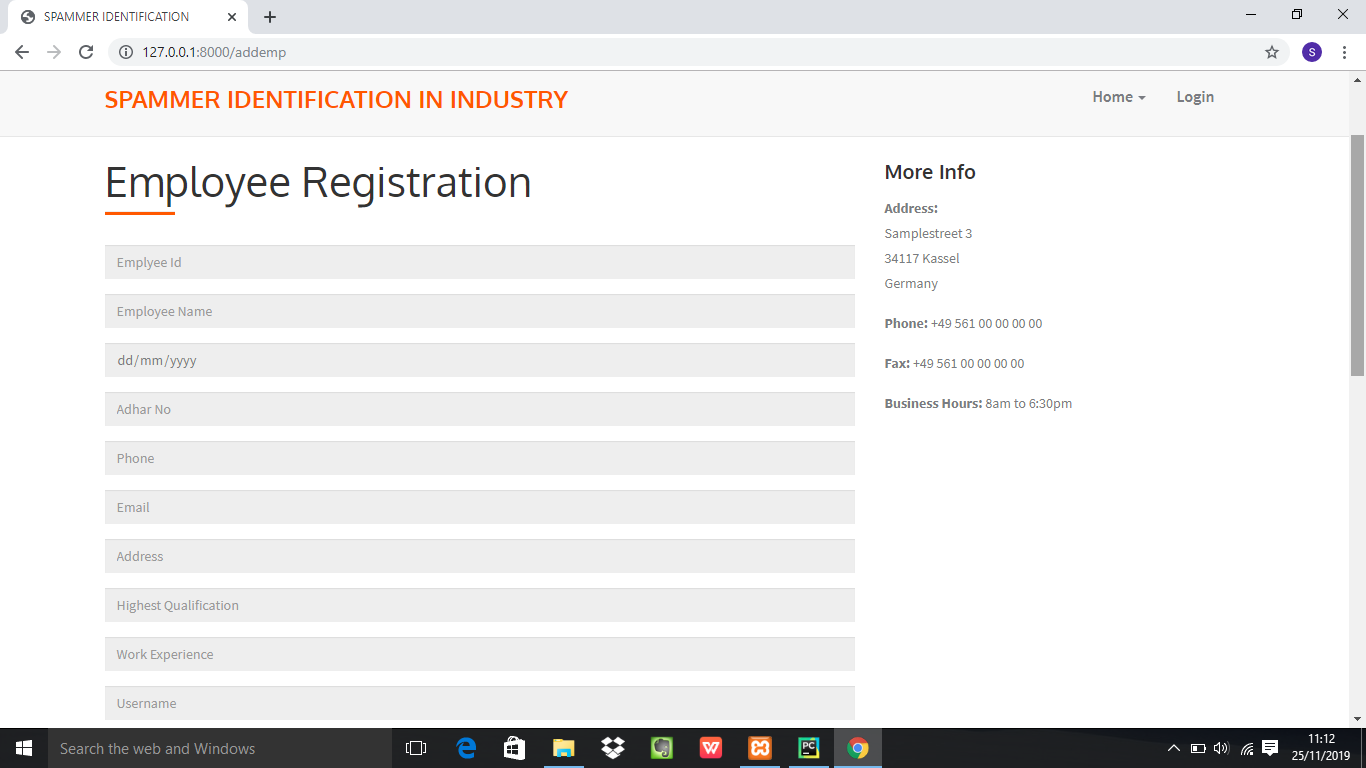 SPAMMER IDENTIFICATION
127.0.0.1:8000/addemp
S
SPAMMER IDENTIFICATION IN INDUSTRY
Home
Login
Employee Registration
Emplyee Id
Employee Name
dd/mm/yyyy
Adhar No
Phone
Email
Address
Highest Qualification
Work Experience
Username
More Info
Address:
Samplestreet 3
34117 Kassel
Germany
Phone: +49 561 00 00 00 00
Fax: +49 561 00 00 00 00
Business Hours: 8am to 6:30pm
Search the web and Windows
W
PC
11:12
25/11/2019